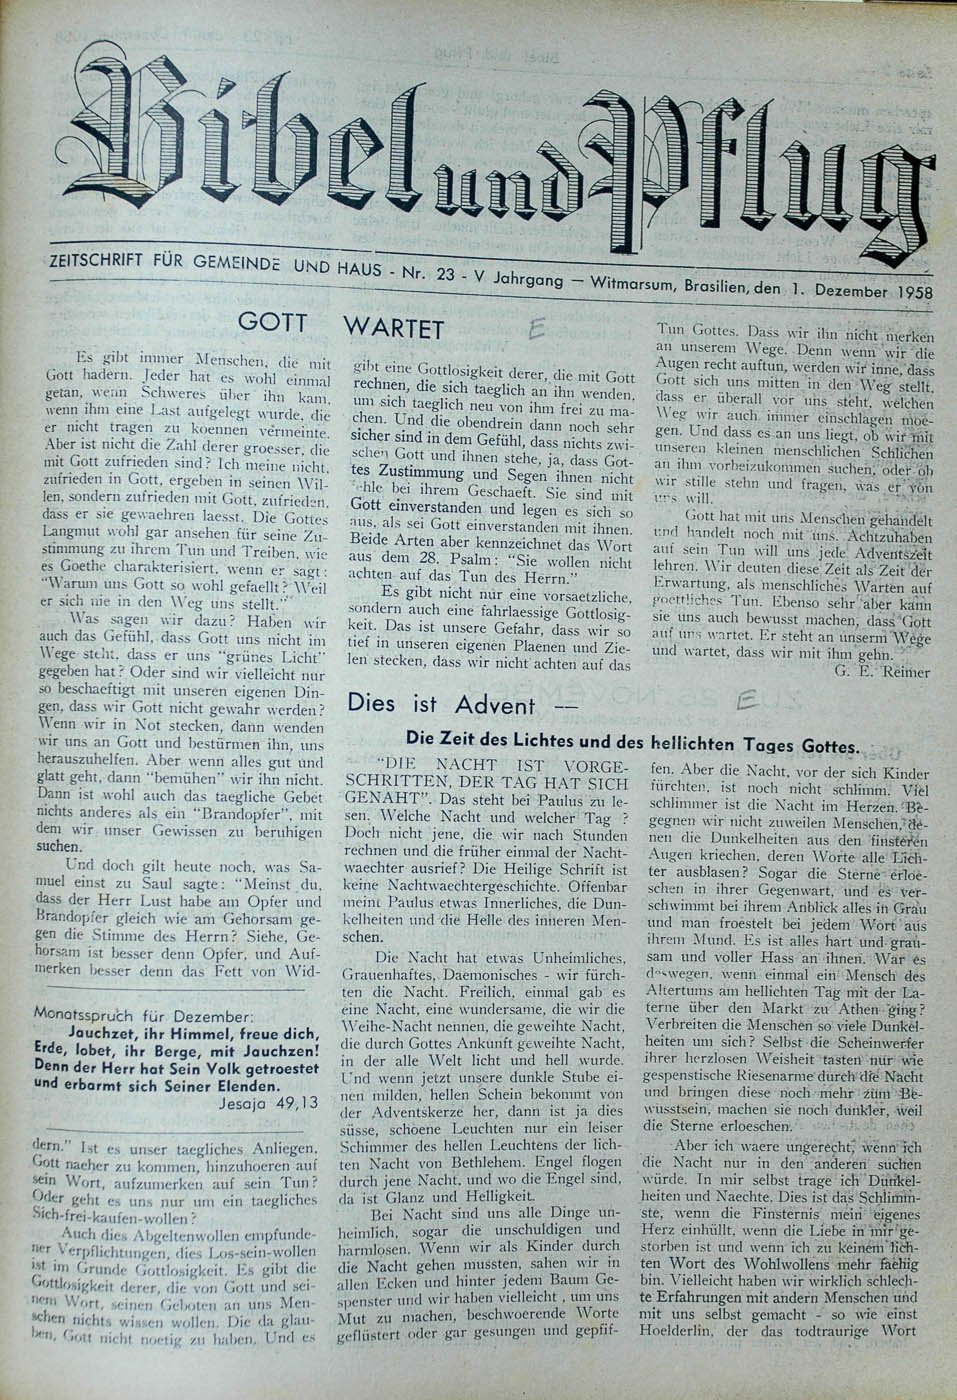 Bibel und Pflug
ZEITSCHRIFT FÜR GEMEINDE UND HAUS - Nr. 23 - V Jahrgang — Witmarsum, Brasilien, den 1. Dezember 1958
GOTT WARTET E
Es gibt immer Menschen, die mit
Gott hadern. Jeder hat es wohl einmal
getan, wenn Schweres über ihn kam,
wenn ihm eine Last aufgelegt wurde, die
er nicht tragen zu koennen vermeinte.
Aber ist nicht die Zahl derer groesser, die
mit Gott zufrieden sind? Ich meine nicht,
zufrieden in Gott, ergeben in seinen Wil-
len, sondern zufrieden mit Gott, zufrieden,
dass er sie gewaehren laesst. Die Gottes
Langmut wohl gar ansehen für seine Zu-
stimmung zu ihrem Tun und Treiben, wie
es Goethe charakterisiert, wenn er sagt:
"Warum uns Gott so wohl gefaellt? Weil
er sich nie in den Weg uns stellt."
Was sagen wir dazu? Haben wir
auch das Gefühl, dass Gott uns nicht im
Wege steht, dass er uns "grünes Licht"
gegeben hat? Oder sind wir vielleicht nur
so beschaeftigt mit unseren eigenen Din-
gen, dass wir Gott nicht gewahr werden?
Wenn wir in Not stecken, dann wenden
wir uns an Gott und bestürmen ihn, uns
herauszuhelfen. Aber wenn alles gut und
glatt geht, dann "bemühen" wir ihn nicht.
Dann ist wohl auch das taegliche Gebet
nichts anderes als ein "Brandopfer", mit
dem wir unser Gewissen zu beruhigen
suchen.
Und doch gilt heute noch, was Sa-
muel einst zu Saul sagte: "Meinst du,
dass der Herr Lust habe am Opfer und
Brandopfer gleich wie am Gehorsam ge-
gen die Stimme des Herrn? Siehe, Ge-
horsam ist besser denn Opfer, und Auf-
merken besser denn das Fett von Wid-
Monatsspruch für Dezember:
Jauchzet, ihr Himmel, freue dich,
Erde, lobet, ihr Berge, mit Jauchzen!
Denn der Herr hat Sein Volk getroestet
und erbarmt sich Seiner Elenden.
Jesaja 49,13
dern." Ist es unser taegliches Anliegen,
Gott naeher zu kommen, hinzuhoeren auf
sein Wort, aufzumerken auf sein Tun?
Oder geht es uns nur um ein taegliches
Sich-frei-kaufen-wollen?
Auch dies Abgeltenwollen empfunde-
ner Verpflichtungen, dies Los-sein-wollen
ist im Grunde Gottlosigkeit. Es gibt die
Gottlosigkeit derer, die von Gott und sei-
nem Wort, seinen Geboten an uns Men-
schen nichts wissen wollen. Die da glau-
ben, Gott nicht noetig zu haben. Und es
gibt eine Gottlosigkeit derer, die mit Gott
rechnen, die sich taeglich an ihn wenden,
um sich taeglich neu von ihm frei zu ma-
chen. Und die obendrein dann noch sehr
sicher sind in dem Gefühl, dass nichts zwi-
schen Gott und ihnen stehe, ja, dass Got-
tes Zustimmung und Segen ihnen nicht
ehle bei ihrem Geschaeft. Sie sind mit
Gott einverstanden und legen es sich so
aus, als sei Gott einverstanden mit ihnen.
Beide Arten aber kennzeichnet das Wort
aus dem 28. Psalm: "Sie wollen nicht
achten auf das Tun des Herrn."
Es gibt nicht nur eine vorsaetzliche,
sondern auch eine fahrlaessige Gottlosig-
keit. Das ist unsere Gefahr, dass wir so
tief in unseren eigenen Plaenen und Zie-
len stecken, dass wir nicht achten auf das
Tun Gottes. Dass wir ihn nicht merken
an unserem Wege. Denn wenn wir die
Augen recht auftun, werden wir inne, dass
Gott sich uns mitten in den Weg stellt,
dass er überall vor uns steht, welchen
Weg wir auch immer einschlagen moe-
gen. Und dass es an uns liegt, ob wir mit
unseren kleinen menschlichen Schlichen
an ihm vorbeizukommen suchen, oder ob
wir stille stehn und fragen, was er von
uns will.
Gott hat mit uns Menschen gehandelt
und handelt noch mit uns. Achtzuhaben
auf sein Tun will uns jede Adventszeit
lehren. Wir deuten diese Zeit als Zeit der
Erwartung, als menschliches Warten auf
goettliches Tun. Ebenso sehr aber kann
sie uns auch bewusst machen, dass Gott
auf uns wartet. Er steht an unserm Wege
und wartet, dass wir mit ihm gehn.
G. E. Reimer
Dies ist Advent — E
Die Zeit des Lichtes und des hellichten Tages Gottes.
"DIE NACHT IST VORGE-
SCHRITTEN, DER TAG HAT SICH
GENAHT". Das steht bei Paulus zu le-
sen. Welche Nacht und welcher Tag ?
Doch nicht jene, die wir nach Stunden
rechnen und die früher einmal der Nacht-
waechter ausrief? Die Heilige Schrift ist
keine Nachtwaechtergeschichte. Offenbar
meint Paulus etwas Innerliches, die Dun-
kelheiten und die Helle des inneren Men-
schen.
Die Nacht hat etwas Unheimliches,
Grauenhaftes, Daemonisches - wir fürch-
ten die Nacht. Freilich, einmal gab es
eine Nacht, eine wundersame, die wir die
Weihe-Nacht nennen, die geweihte Nacht,
die durch Gottes Ankunft geweihte Nacht,
in der alle Welt licht und hell wurde.
Und wenn jetzt unsere dunkle Stube ei-
nen milden, hellen Schein bekommt von
der Adventskerze her, dann ist ja dies
süsse, schoene Leuchten nur ein leiser
Schimmer des hellen Leuchtens der lich-
ten Nacht von Bethlehem. Engel flogen
durch jene Nacht, und wo die Engel sind,
da ist Glanz und Helligkeit.
Bei Nacht sind uns alle Dinge un-
heimlich, sogar die unschuldigen und
harmlosen. Wenn wir als Kinder durch
die Nacht gehen mussten, sahen wir in
allen Ecken und hinter jedem Baum Ge-
spenster und wir haben vielleicht , um uns
Mut zu machen, beschwoerende Worte
geflüstert oder gar gesungen und gepfif-
fen. Aber die Nacht, vor der sich Kinder
fürchten, ist noch nicht schlimm. Viel
schlimmer ist die Nacht im Herzen. Be-
gegnen wir nicht zuweilen Menschen, de-
nen die Dunkelheiten aus den finsteren
Augen kriechen, deren Worte alle Lich-
ter ausblasen? Sogar die Sterne erloe-
schen in ihrer Gegenwart, und es ver-
schwimmt bei ihrem Anblick alles in Grau
und man froestelt bei jedem Wort aus
ihrem Mund. Es ist alles hart und grau-
sam und voller Hass an ihnen. War es
deswegen, wenn einmal ein Mensch des
Altertums am hellichten Tag mit der La-
terne über den Markt zu Athen ging?
Verbreiten die Menschen so viele Dunkel-
heiten um sich? Selbst die Scheinwerfer
ihrer herzlosen Weisheit tasten nur wie
gespenstische Riesenarme durch die Nacht
und bringen diese noch mehr zum Be-
wusstsein, machen sie noch dunkler, weil
die Sterne erloeschen.
Aber ich waere ungerecht, wenn ich
die Nacht nur in den anderen suchen
würde. In mir selbst trage ich Dunkel-
heiten und Naechte. Dies ist das Schlimm-
ste, wenn die Finsternis mein eigenes
Herz einhüllt, wenn die Liebe in mir ge-
storben ist und wenn ich zu keinem lich-
ten Wort des Wohlwollens mehr faehig
bin. Vielleicht haben wir wirklich schlech-
te Erfahrungen mit andern Menschen und
mit uns selbst gemacht - so wie einst
Hoelderlin, der das todtraurige Wort